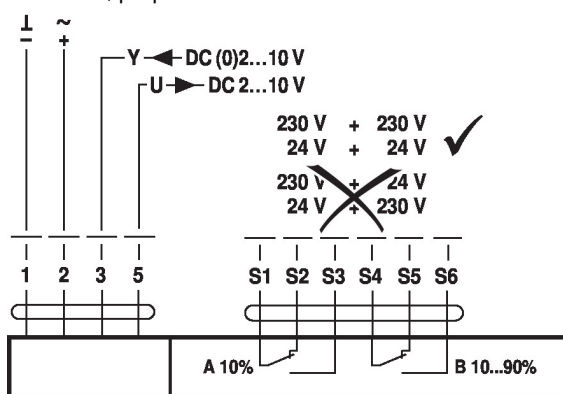 ⊥ ~
– +
Y DC (0)2...10 V
U DC 2...10 V
230 V + 230 V
24 V + 24 V
230 V + 24 V
24 V + 230 V
1 2 3 5 S1 S2 S3 S4 S5 S6
A 10% B 10...90%